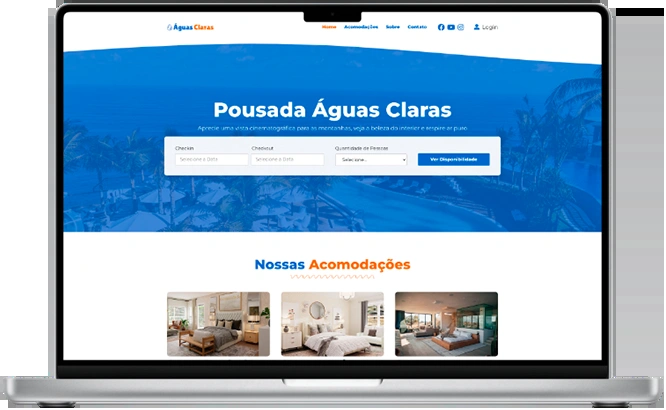 Águas Claras
Home Acomodações Sobre Contato Login
Pousada Águas Claras
Aprecie uma vista cinematográfica para as montanhas, veja a beleza do interior e respire ar puro.
Checkin Checkout Quantidade de Pessoas
Selecione a Data Selecione a Data Selecione... Ver Disponibilidade
Nossas Acomodações